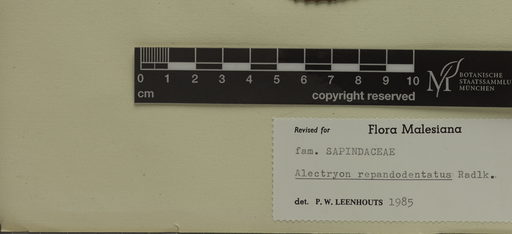 0 1 2 3 4 5 6 7 8 9 10
cm
copyright reserved
BOTANISCHE
STAATSSAMMLU
MÜNCHEN
Revised for Flora Malesiana
fam. SAPINDACEAE
Alectryon repandodentatus Radlk.
det. P. W. LEENHOUTS 1985